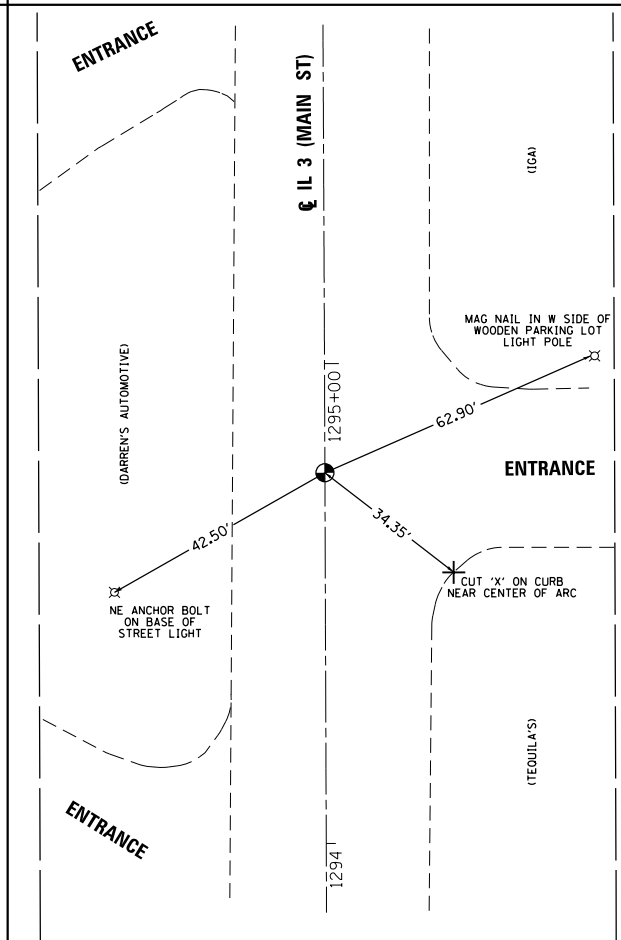 ENTRANCE
℄ IL 3 (MAIN ST)
(IGA)
MAG NAIL IN W SIDE OF
WOODEN PARKING LOT
LIGHT POLE
(DARREN'S AUTOMOTIVE)
1295+00
62.90'
ENTRANCE
42.50'
34.35'
CUT 'X' ON CURB
NEAR CENTER OF ARC
NE ANCHOR BOLT
ON BASE OF
STREET LIGHT
(TEQUILA'S)
ENTRANCE
1294